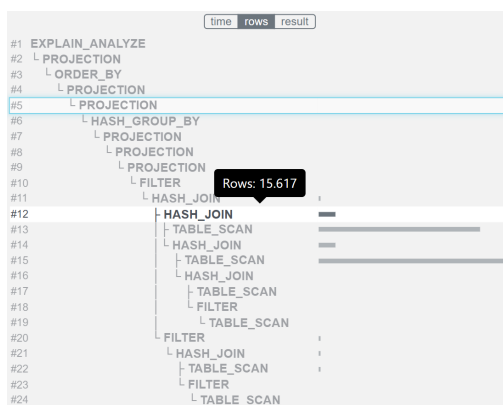 time rows result
#1 EXPLAIN_ANALYZE
#2 └ PROJECTION
#3 └ ORDER_BY
#4 └ PROJECTION
#5 └ PROJECTION
#6 └ HASH_GROUP_BY
#7 └ PROJECTION
#8 └ PROJECTION
#9 └ PROJECTION
#10 └ FILTER
Rows: 15.617
#11 └ HASH_JOIN
#12 ├ HASH_JOIN
#13 │ ├ TABLE_SCAN
#14 │ └ HASH_JOIN
#15 │ ├ TABLE_SCAN
#16 │ └ HASH_JOIN
#17 │ ├ TABLE_SCAN
#18 │ └ FILTER
#19 │ └ TABLE_SCAN
#20 └ FILTER
#21 └ HASH_JOIN
#22 ├ TABLE_SCAN
#23 └ FILTER
#24 └ TABLE_SCAN